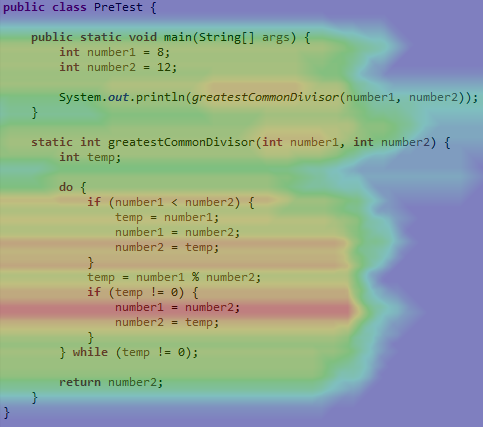 public class PreTest {
public static void main(String[] args) {
int number1 = 8;
int number2 = 12;
System.out.println(greatestCommonDivisor(number1, number2));
}
static int greatestCommonDivisor(int number1, int number2) {
int temp;
do {
if (number1 < number2) {
temp = number1;
number1 = number2;
number2 = temp;
}
temp = number1 % number2;
if (temp != 0) {
number1 = number2;
number2 = temp;
}
} while (temp != 0);
return number2;
}
}